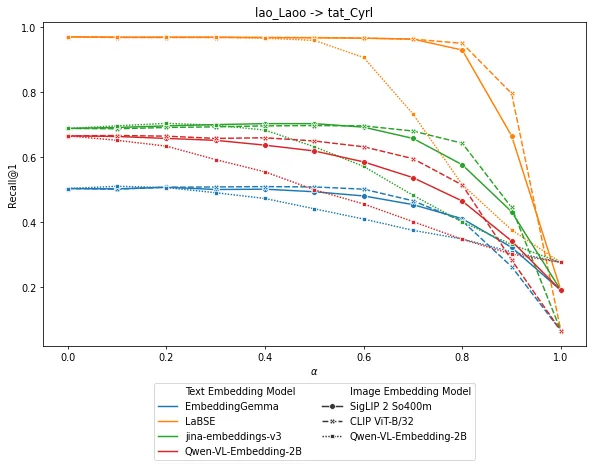 lao_Laoo -> tat_Cyrl
1.0
0.8
0.6
0.4
0.2
Recall@1
0.0 0.2 0.4 0.6 0.8 1.0
α
Text Embedding Model Image Embedding Model
EmbeddingGemma SigLIP 2 So400m
LaBSE CLIP ViT-B/32
jina-embeddings-v3 Qwen-VL-Embedding-2B
Qwen-VL-Embedding-2B